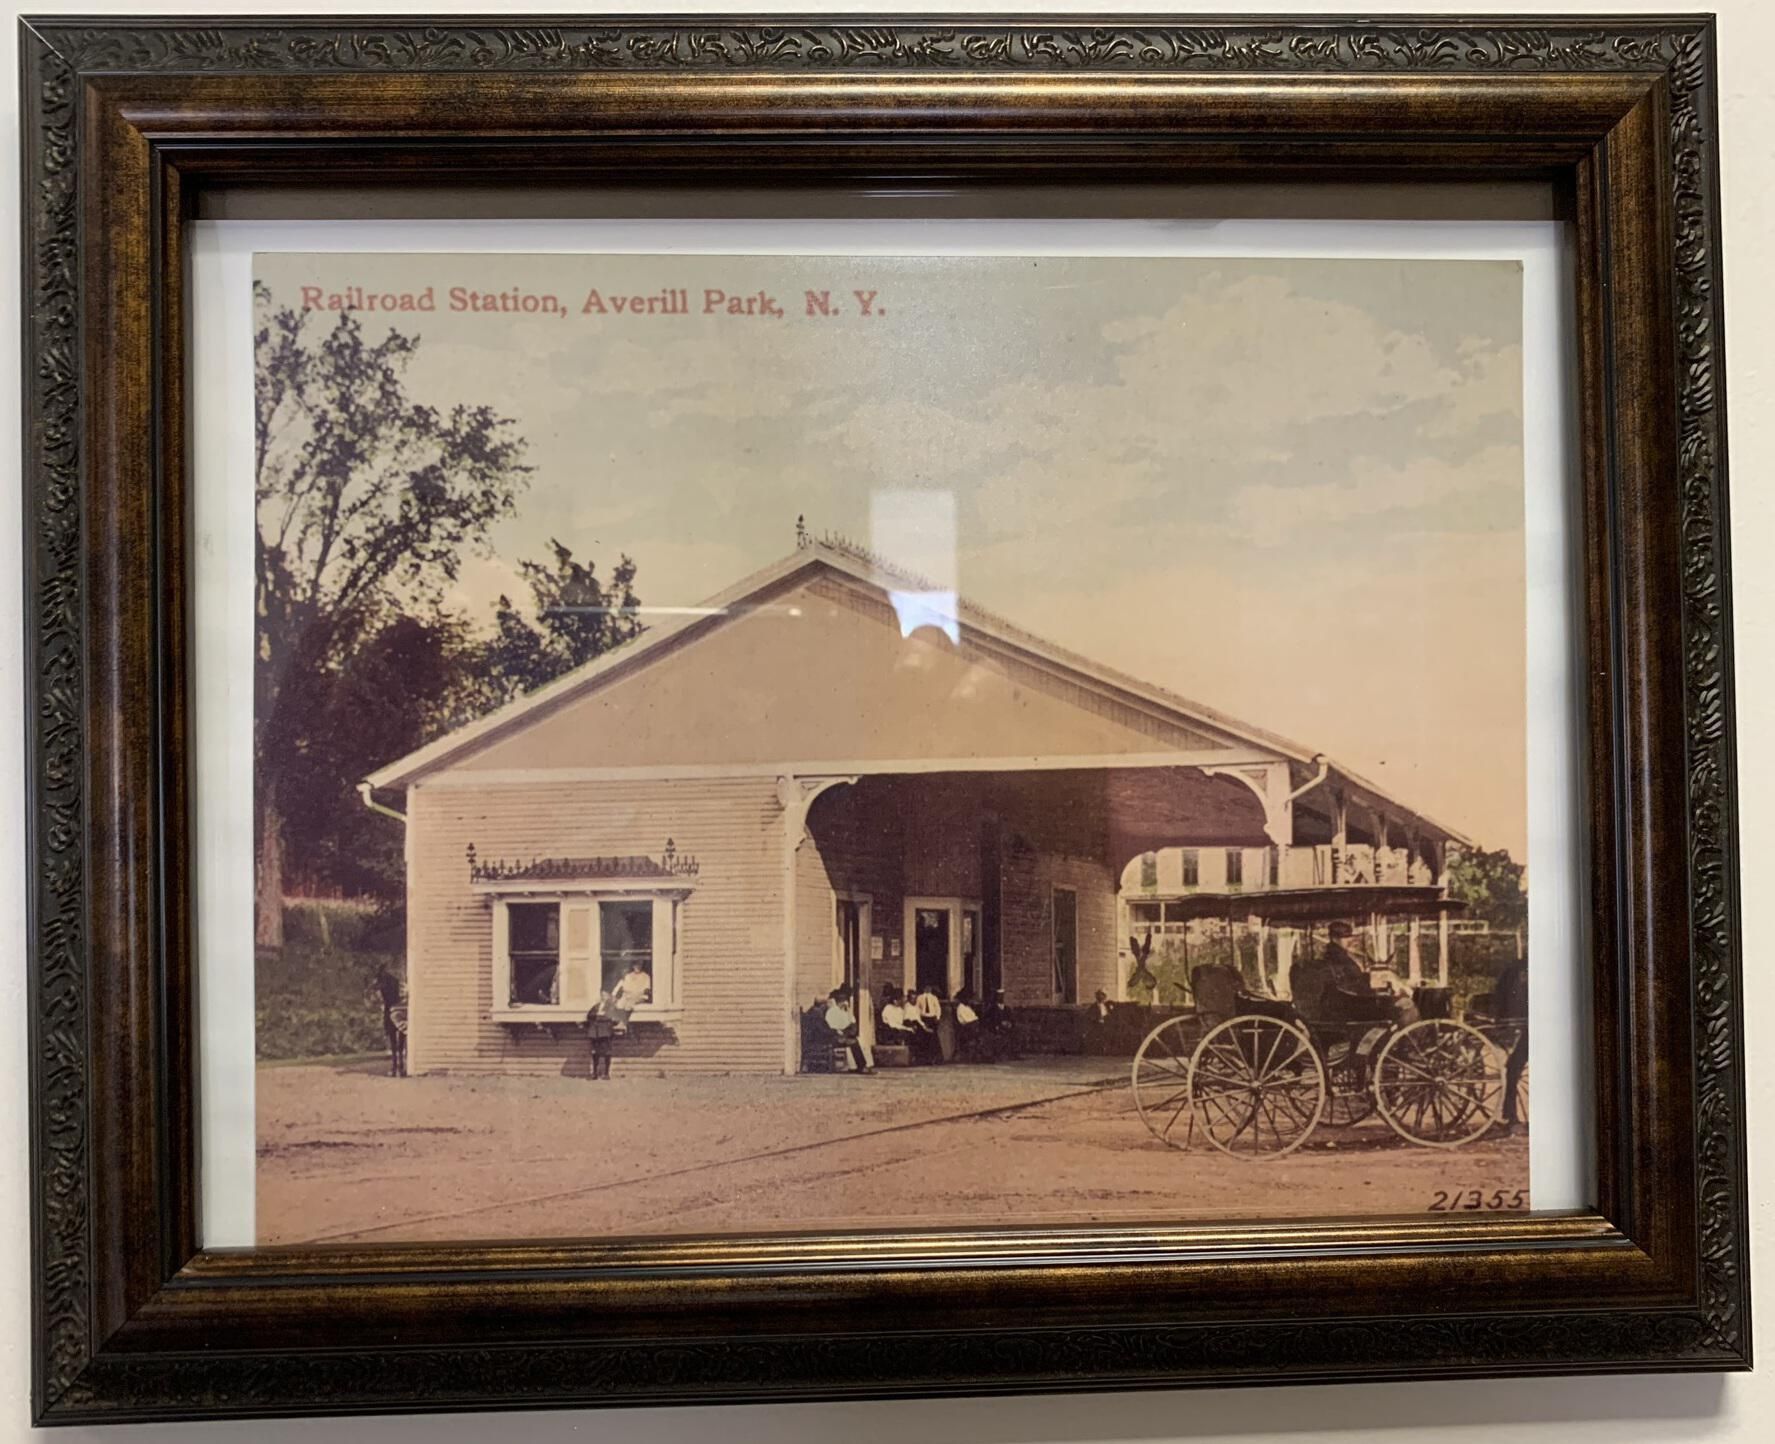 Railroad Station, Averill Park, N. Y.
21355